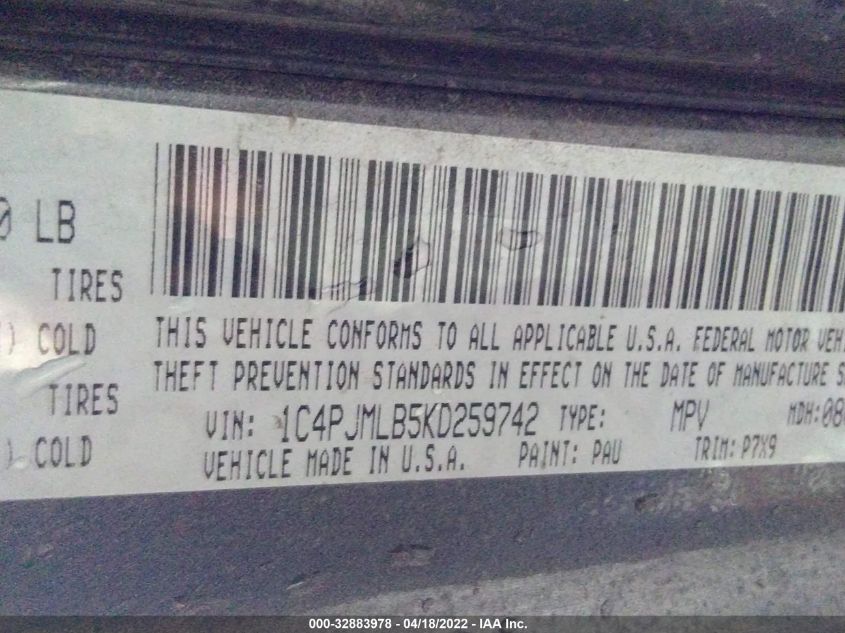 LB
TIRES
COLD
THIS VEHICLE CONFORMS TO ALL APPLICABLE U.S.A. FEDERAL MOTOR
THEFT PREVENTION STANDARDS IN EFFECT ON THE DATE OF MANUFACTURE
TIRES
VIN: 1C4PJMLB5KD259742 TYPE: MPV MDH:
COLD
VEHICLE MADE IN U.S.A. PAINT: PAU TRIM: P7X9
000-32883978 - 04/18/2022 - IAA Inc.